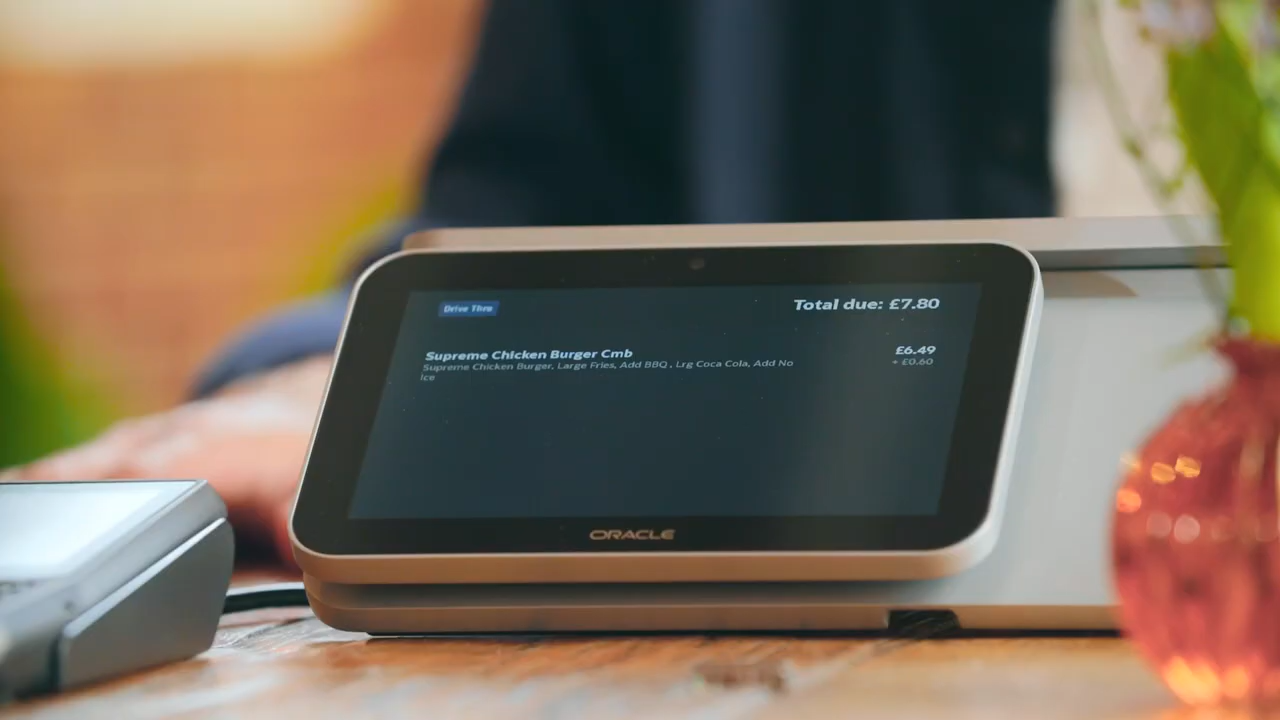 Drive Thru
Total due: £7.80
Supreme Chicken Burger Cmb
£6.49
Supreme Chicken Burger, Large Fries, Add BBQ , Lrg Coca Cola, Add No
+ £0.60
Ice
ORACLE